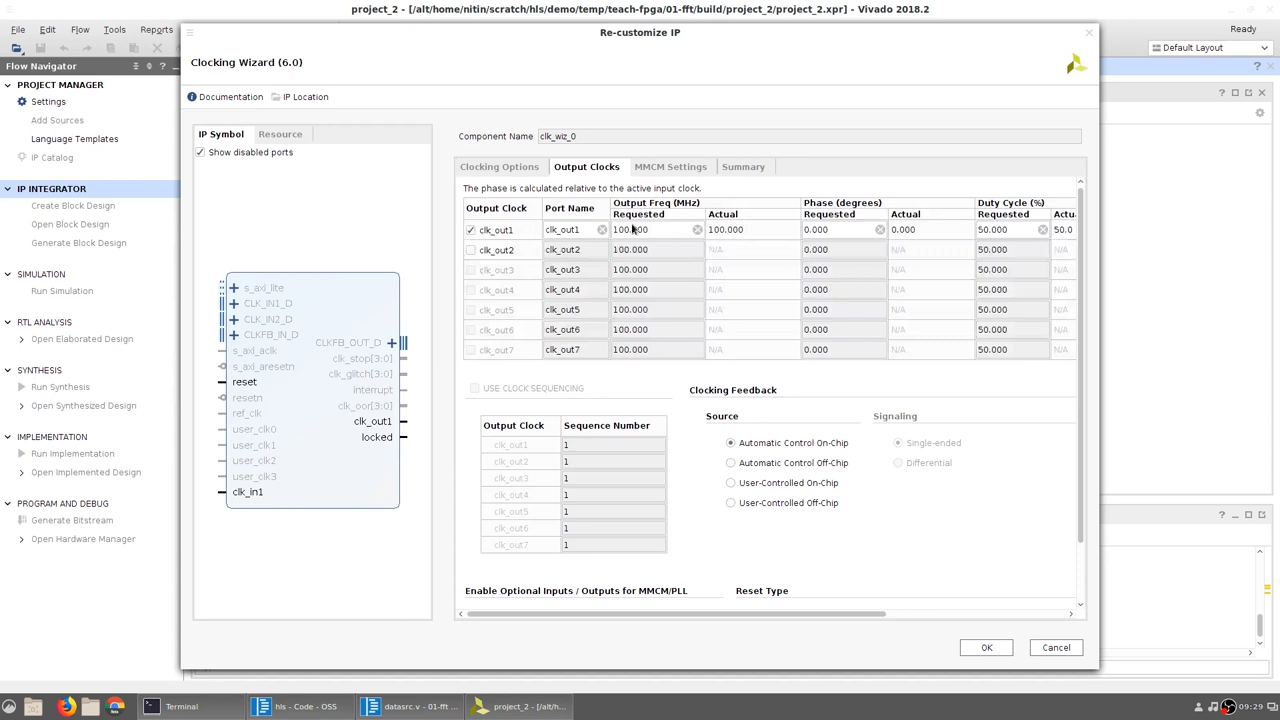 project_2 - [/alt/home/nitin/scratch/hls/demo/temp/teach-fpga/01-fft/build/project_2/project_2.xpr] - Vivado 2018.2
File Edit Flow Tools Reports
Ready
Default Layout
Flow Navigator
PROJECT MANAGER
Settings
Add Sources
Language Templates
IP Catalog
IP INTEGRATOR
Create Block Design
Open Block Design
Generate Block Design
SIMULATION
Run Simulation
RTL ANALYSIS
Open Elaborated Design
SYNTHESIS
Run Synthesis
Open Synthesized Design
IMPLEMENTATION
Run Implementation
Open Implemented Design
PROGRAM AND DEBUG
Generate Bitstream
Open Hardware Manager
Re-customize IP
Clocking Wizard (6.0)
Documentation IP Location
IP Symbol Resource
Show disabled ports
s_axi_lite
CLK_IN1_D
CLK_IN2_D
CLKFB_IN_D
s_axi_aclk
s_axi_aresetn
reset
resetn
ref_clk
user_clk0
user_clk1
user_clk2
user_clk3
clk_in1
CLKFB_OUT_D
clk_stop[3:0]
clk_glitch[3:0]
interrupt
clk_oor[3:0]
clk_out1
locked
Component Name clk_wiz_0
Clocking Options Output Clocks MMCM Settings Summary
The phase is calculated relative to the active input clock.
Output Clock Port Name Output Freq (MHz) Phase (degrees) Duty Cycle (%)
Requested Actual Requested Actual Requested Actu
clk_out1 clk_out1 100.000 100.000 0.000 0.000 50.000 50.0
clk_out2 clk_out2 100.000 N/A 0.000 N/A 50.000 N/A
clk_out3 clk_out3 100.000 N/A 0.000 N/A 50.000 N/A
clk_out4 clk_out4 100.000 N/A 0.000 N/A 50.000 N/A
clk_out5 clk_out5 100.000 N/A 0.000 N/A 50.000 N/A
clk_out6 clk_out6 100.000 N/A 0.000 N/A 50.000 N/A
clk_out7 clk_out7 100.000 N/A 0.000 N/A 50.000 N/A
USE CLOCK SEQUENCING
Output Clock Sequence Number
clk_out1 1
clk_out2 1
clk_out3 1
clk_out4 1
clk_out5 1
clk_out6 1
clk_out7 1
Clocking Feedback
Source Signaling
Automatic Control On-Chip Single-ended
Automatic Control Off-Chip Differential
User-Controlled On-Chip
User-Controlled Off-Chip
Enable Optional Inputs / Outputs for MMCM/PLL Reset Type
OK Cancel
Terminal hls - Code - OSS datasrc.v - 01-fft ... project_2 - [/alt/h... 09:29